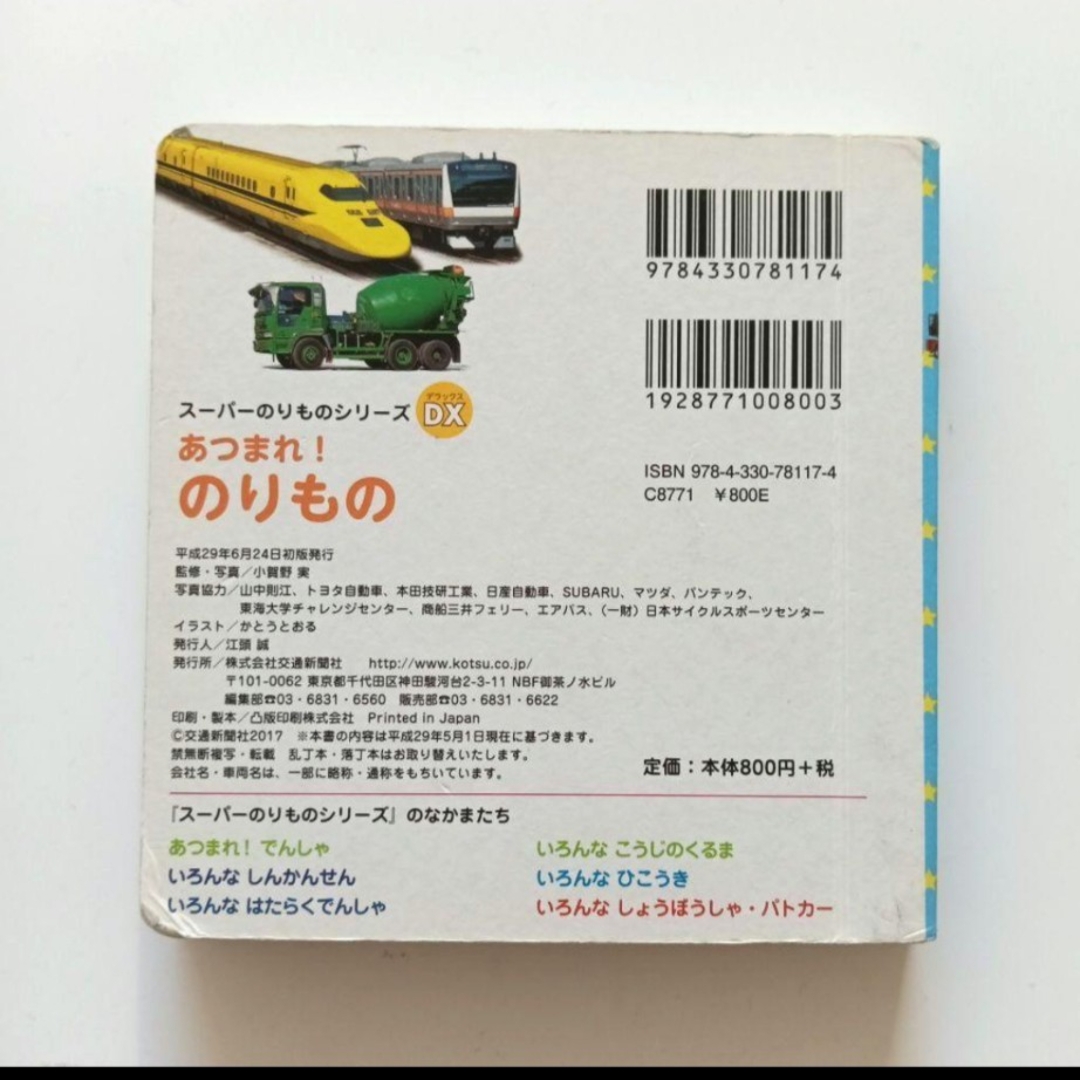 9784330781174
1928771008003
ISBN 978-4-330-78117-4
C8771 ¥800E
スーパーのりものシリーズ DX
デラックス
あつまれ！
のりもの
平成29年6月24日初版発行
監修・写真／小賀野 実
写真協力／山中則江、トヨタ自動車、本田技研工業、日産自動車、SUBARU、マツダ、バンテック、
東海大学チャレンジセンター、商船三井フェリー、エアバス、（一財）日本サイクルスポーツセンター
イラスト／かとうとおる
発行人／江頭 誠
発行所／株式会社交通新聞社 http://www.kotsu.co.jp/
〒101-0062 東京都千代田区神田駿河台2-3-11 NBF御茶ノ水ビル
編集部☎03・6831・6560 販売部☎03・6831・6622
印刷・製本／凸版印刷株式会社 Printed in Japan
©交通新聞社2017 ※本書の内容は平成29年5月1日現在に基づきます。
禁無断複写・転載 乱丁本・落丁本はお取り替えいたします。
会社名・車両名は、一部に略称・通称をもちいています。
定価：本体800円＋税
『スーパーのりものシリーズ』のなかまたち
あつまれ！ でんしゃ
いろんな しんかんせん
いろんな はたらくでんしゃ
いろんな こうじのくるま
いろんな ひこうき
いろんな しょうぼうしゃ・パトカー